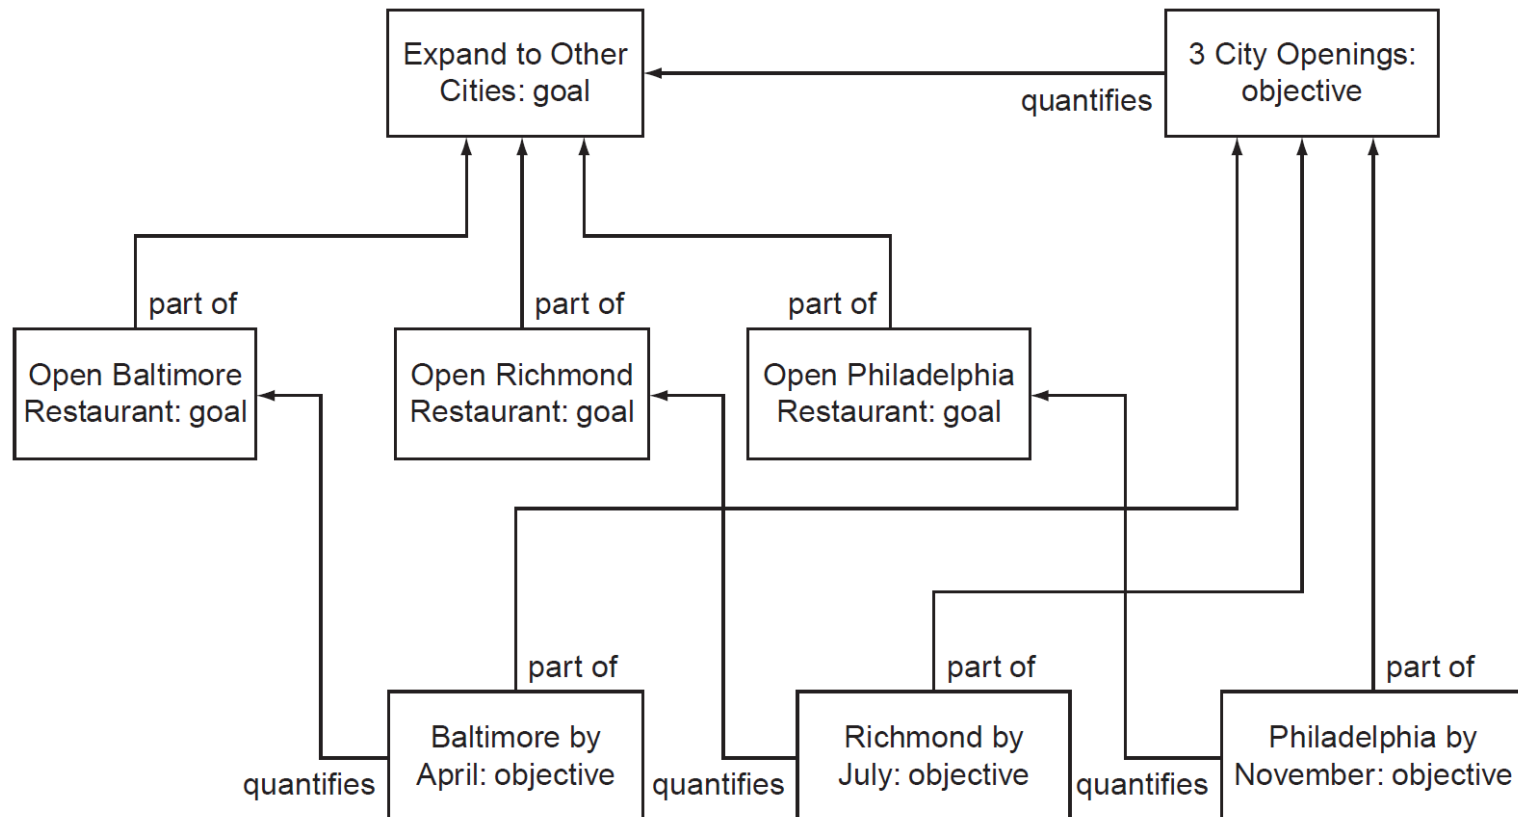 Expand to Other
Cities: goal
3 City Openings:
objective
quantifies
part of
part of
part of
Open Baltimore
Restaurant: goal
Open Richmond
Restaurant: goal
Open Philadelphia
Restaurant: goal
part of
part of
part of
Baltimore by
April: objective
Richmond by
July: objective
Philadelphia by
November: objective
quantifies
quantifies
quantifies